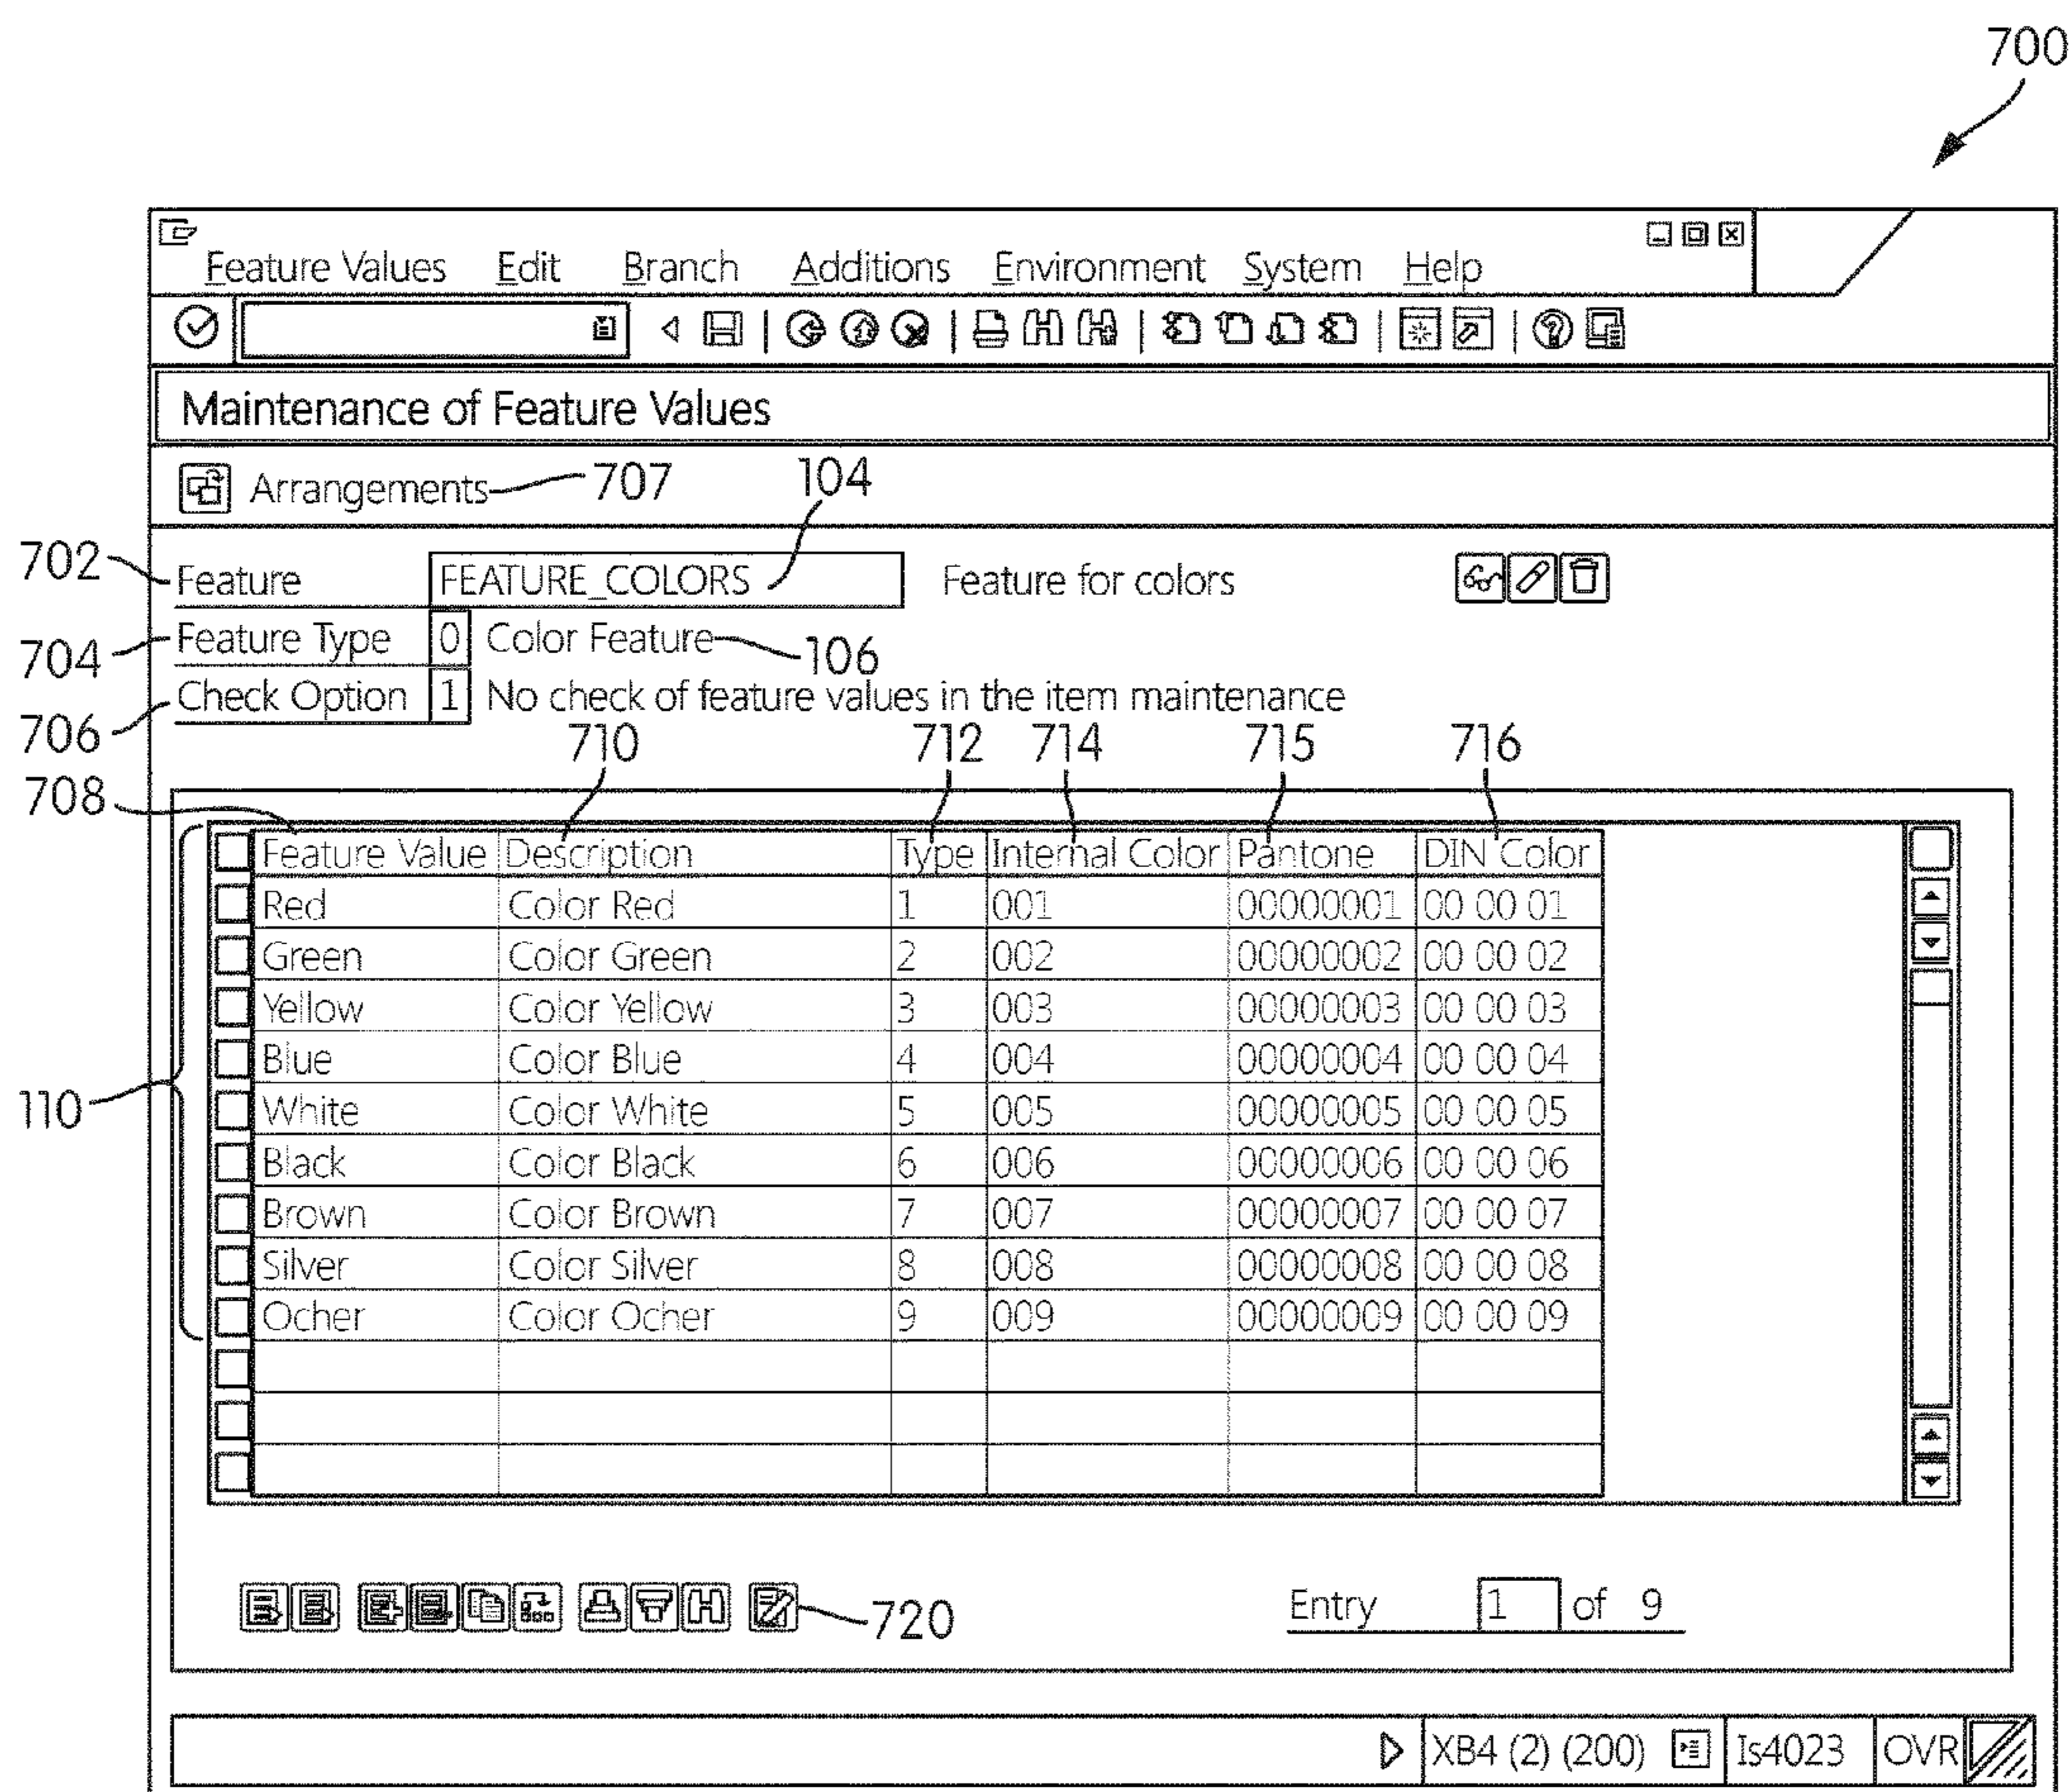 700
Feature Values Edit Branch Additions Environment System Help
Maintenance of Feature Values
Arrangements 707 104
702 Feature FEATURE_COLORS Feature for colors
704 Feature Type 0 Color Feature 106
706 Check Option 1 No check of feature values in the item maintenance
708 710 712 714 715 716
Feature Value Description Type Internal Color Pantone DIN Color
Red Color Red 1 001 00000001 00 00 01
Green Color Green 2 002 00000002 00 00 02
Yellow Color Yellow 3 003 00000003 00 00 03
Blue Color Blue 4 004 00000004 00 00 04
110 White Color White 5 005 00000005 00 00 05
Black Color Black 6 006 00000006 00 00 06
Brown Color Brown 7 007 00000007 00 00 07
Silver Color Silver 8 008 00000008 00 00 08
Ocher Color Ocher 9 009 00000009 00 00 09
720 Entry 1 of 9
XB4 (2) (200) Is4023 OVR